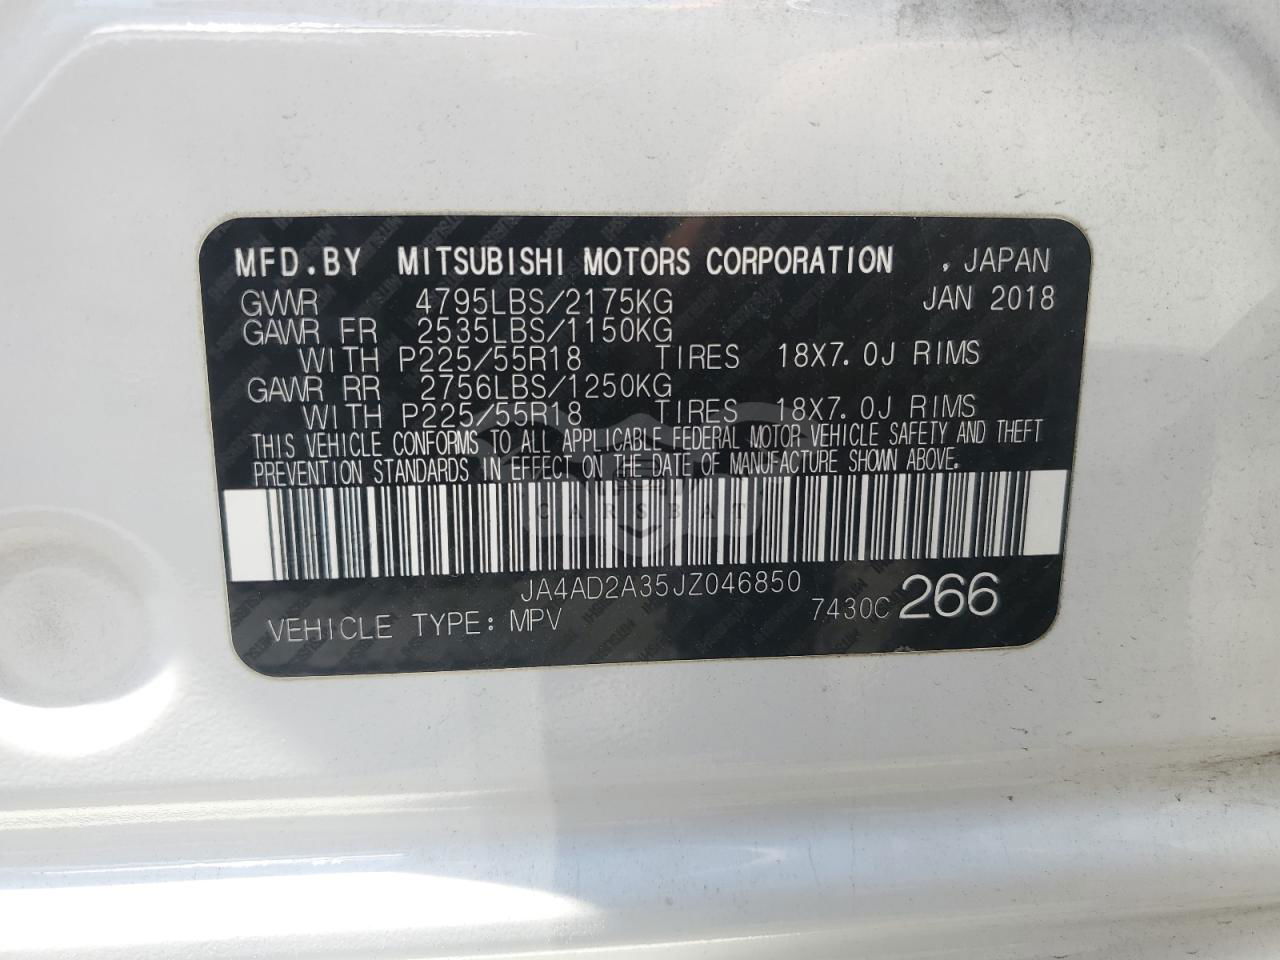 MFD.BY MITSUBISHI MOTORS CORPORATION , JAPAN
GVWR 4795LBS/2175KG JAN 2018
GAWR FR 2535LBS/1150KG
WITH P225/55R18 TIRES 18X7.0J RIMS
GAWR RR 2756LBS/1250KG
WITH P225/55R18 TIRES 18X7.0J RIMS
THIS VEHICLE CONFORMS TO ALL APPLICABLE FEDERAL MOTOR VEHICLE SAFETY AND THEFT
PREVENTION STANDARDS IN EFFECT ON THE DATE OF MANUFACTURE SHOWN ABOVE.
CARSBAT
JA4AD2A35JZ046850
VEHICLE TYPE: MPV 7430C 266